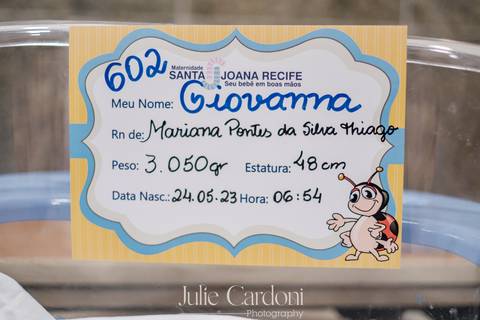 602
Maternidade
SANTA JOANA RECIFE
Seu bebê em boas mãos
Meu Nome: Giovanna
Rn de: Mariana Pontes da Silva Thiago
Peso: 3.050gr Estatura: 48cm
Data Nasc.: 24.05.23 Hora: 06:54
Julie Cardoni
Photography